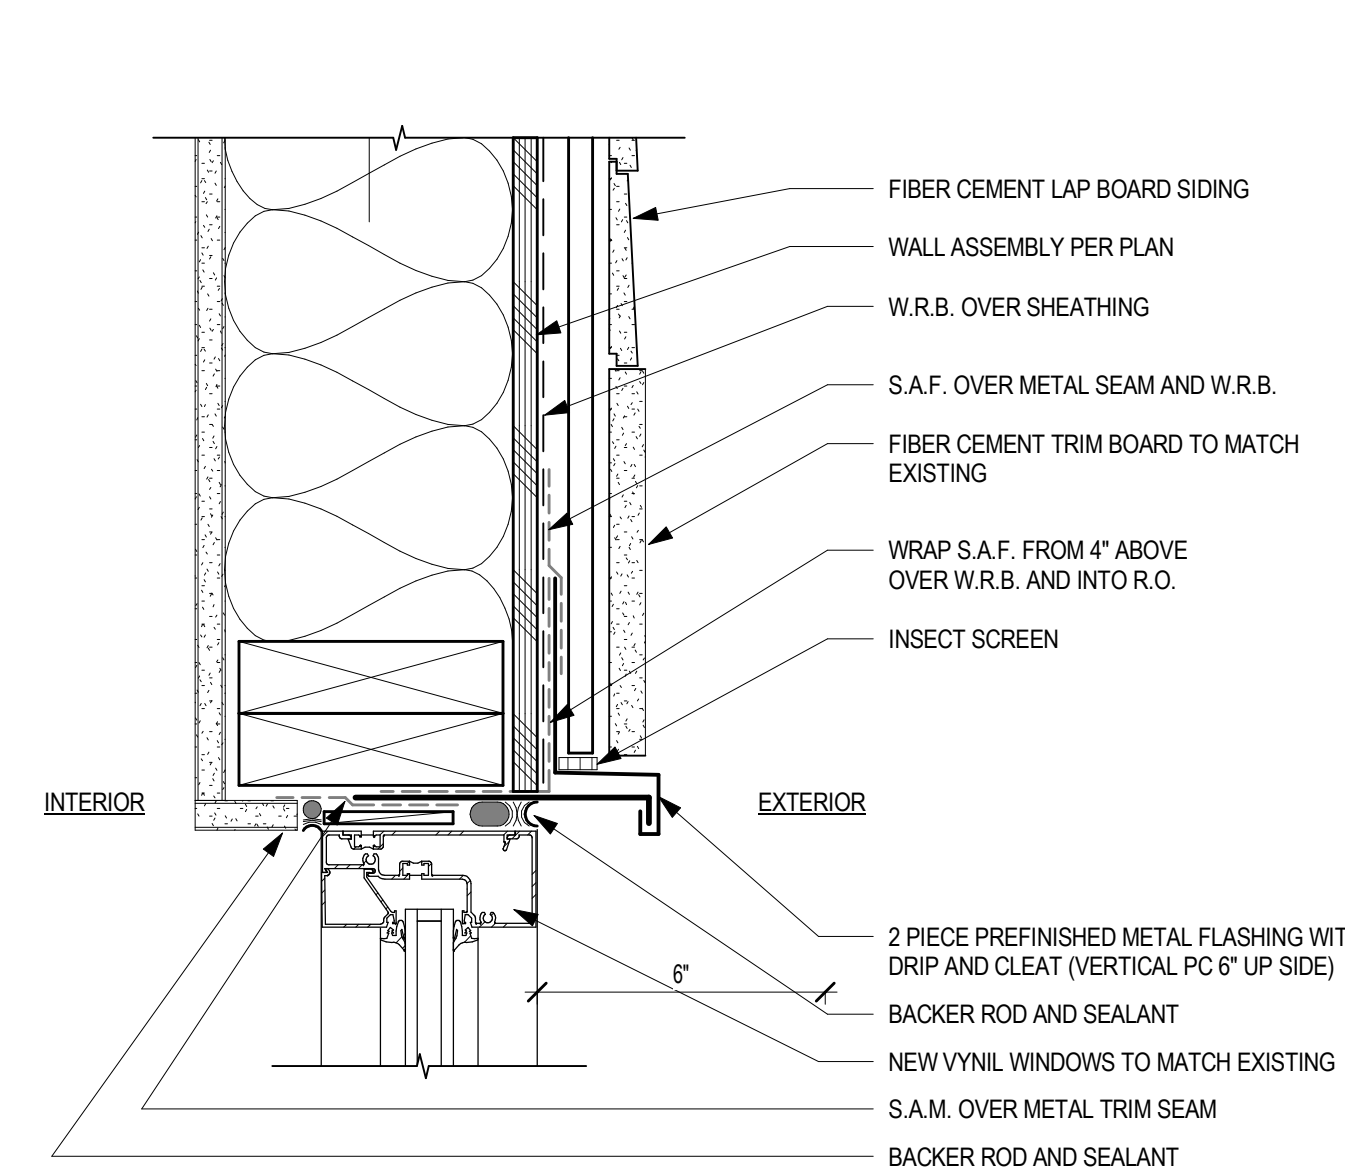 FIBER CEMENT LAP BOARD SIDING
WALL ASSEMBLY PER PLAN
W.R.B. OVER SHEATHING
S.A.F. OVER METAL SEAM AND W.R.B.
FIBER CEMENT TRIM BOARD TO MATCH
EXISTING
WRAP S.A.F. FROM 4" ABOVE
OVER W.R.B. AND INTO R.O.
INSECT SCREEN
INTERIOR
EXTERIOR
2 PIECE PREFINISHED METAL FLASHING WIT
DRIP AND CLEAT (VERTICAL PC 6" UP SIDE)
6"
BACKER ROD AND SEALANT
NEW VYNIL WINDOWS TO MATCH EXISTING
S.A.M. OVER METAL TRIM SEAM
BACKER ROD AND SEALANT